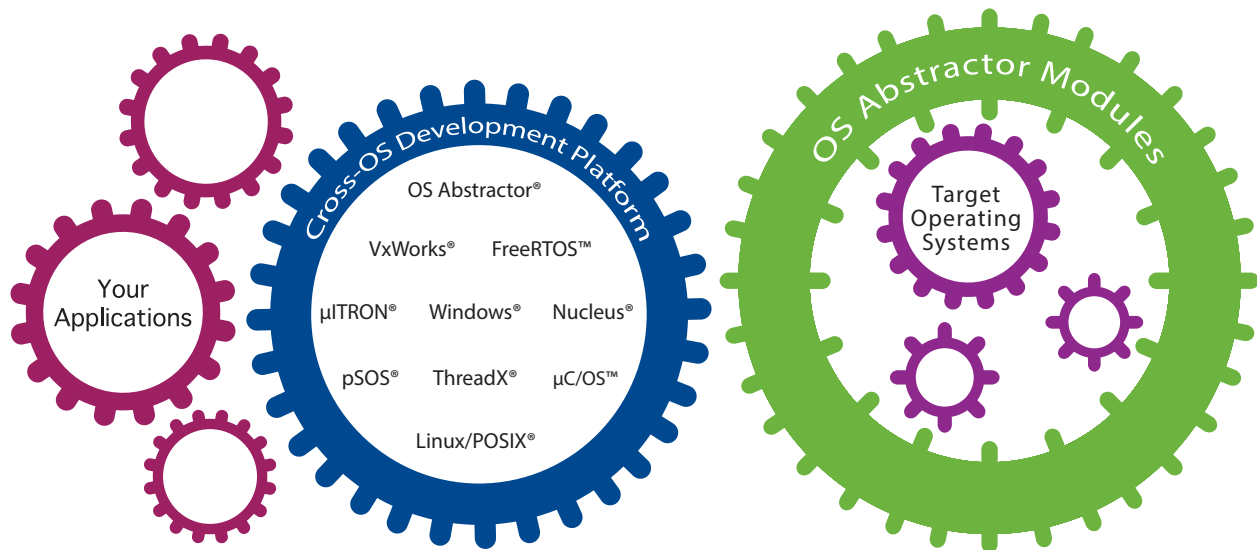 Your
Applications
Cross-OS Development Platform
OS Abstractor®
VxWorks® FreeRTOS™
µITRON® Windows® Nucleus®
pSOS® ThreadX® µC/OS™
Linux/POSIX®
OS Abstractor Modules
Target
Operating
Systems